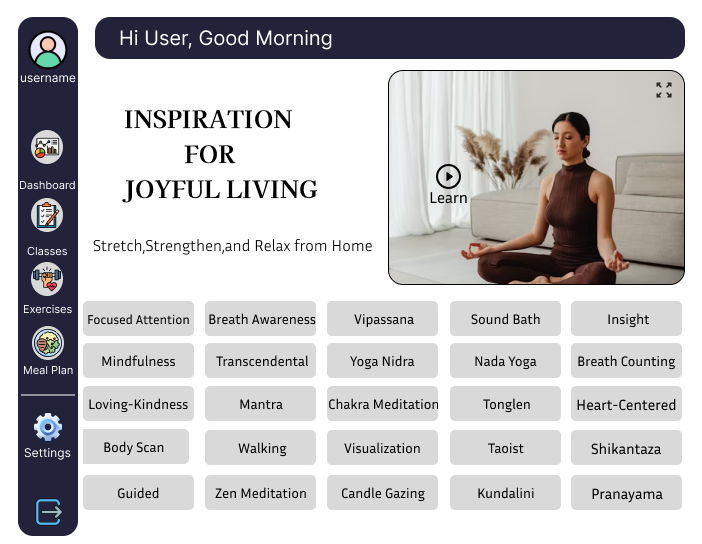 Hi User, Good Morning
username
Dashboard
Classes
Exercises
Meal Plan
Settings
INSPIRATION
FOR
JOYFUL LIVING
Stretch,Strengthen,and Relax from Home
Learn
Focused Attention
Breath Awareness
Vipassana
Sound Bath
Insight
Mindfulness
Transcendental
Yoga Nidra
Nada Yoga
Breath Counting
Loving-Kindness
Mantra
Chakra Meditation
Tonglen
Heart-Centered
Body Scan
Walking
Visualization
Taoist
Shikantaza
Guided
Zen Meditation
Candle Gazing
Kundalini
Pranayama